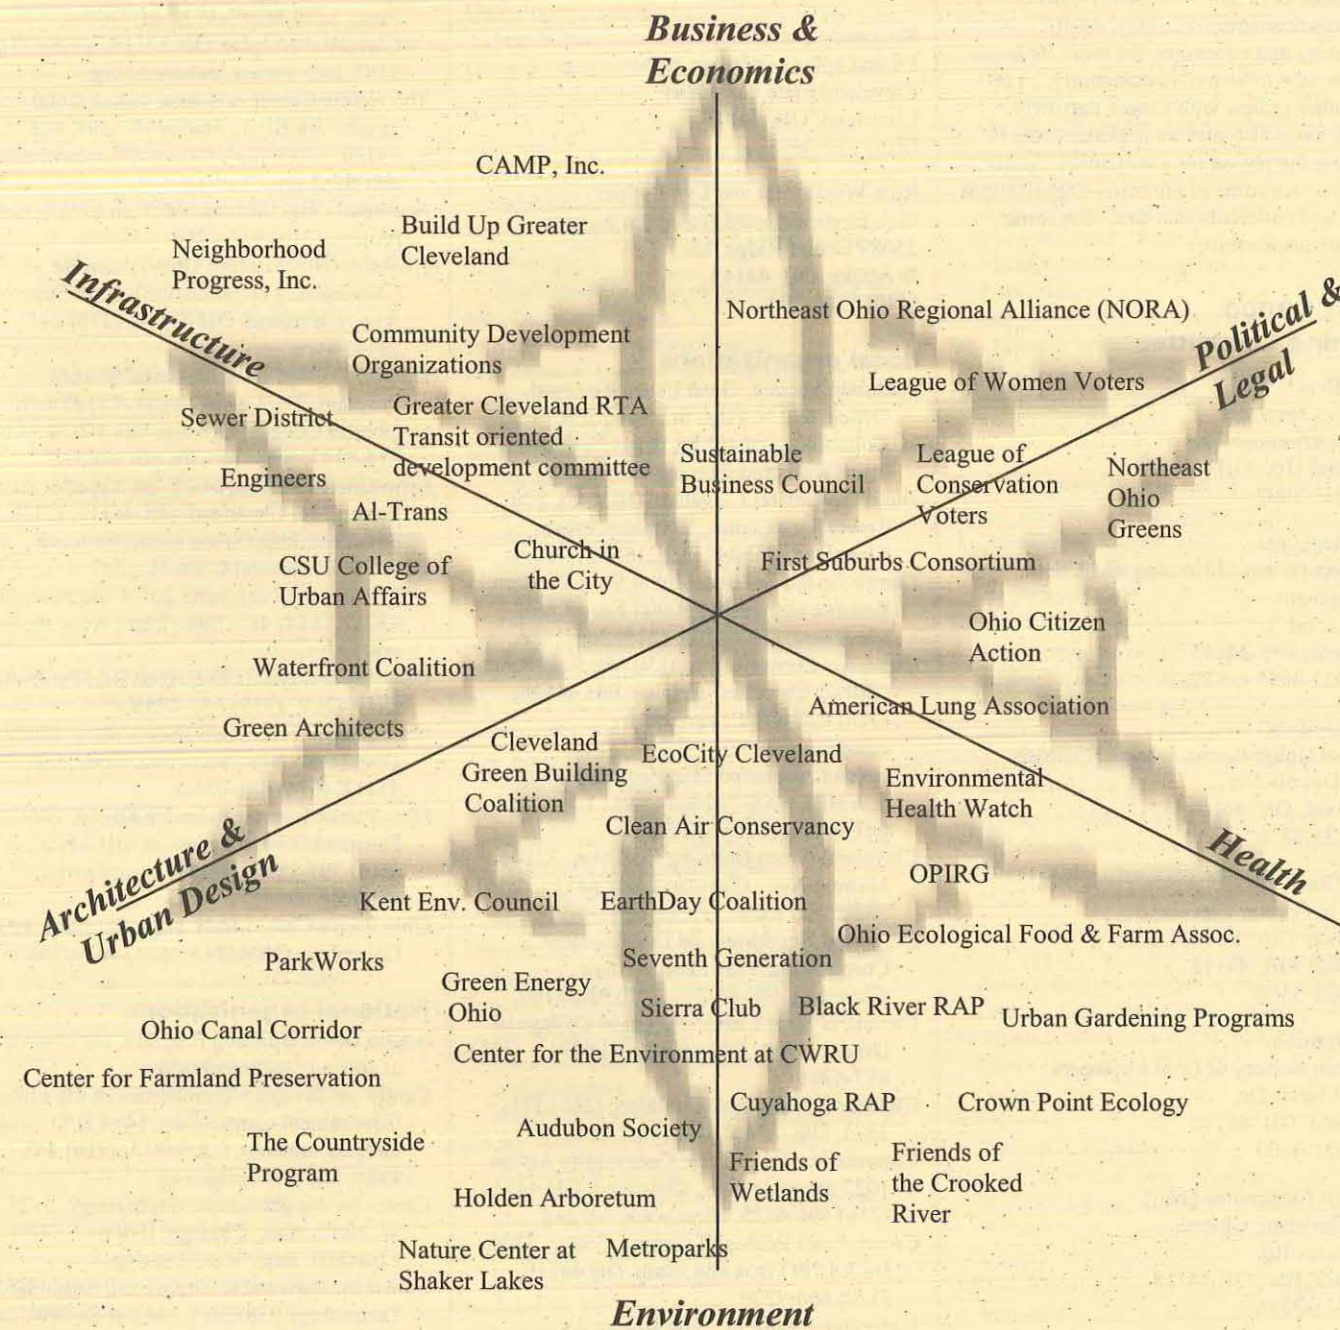 Business &
Economics
CAMP, Inc.
Build Up Greater
Cleveland
Neighborhood
Progress, Inc.
Infrastructure
Northeast Ohio Regional Alliance (NORA)
Political &
Legal
Community Development
Organizations
League of Women Voters
Sewer District
Greater Cleveland RTA
Transit oriented
development committee
Sustainable
Business Council
League of
Conservation
Voters
Northeast
Ohio
Greens
Engineers
Al-Trans
Church in
the City
First Suburbs Consortium
CSU College of
Urban Affairs
Ohio Citizen
Action
Waterfront Coalition
American Lung Association
Green Architects
Cleveland
Green Building
Coalition
EcoCity Cleveland
Environmental
Health Watch
Clean Air Conservancy
Architecture &
Urban Design
Health
OPIRG
Kent Env. Council
EarthDay Coalition
Ohio Ecological Food & Farm Assoc.
ParkWorks
Seventh Generation
Green Energy
Ohio
Sierra Club
Black River RAP
Urban Gardening Programs
Ohio Canal Corridor
Center for the Environment at CWRU
Center for Farmland Preservation
Cuyahoga RAP
Crown Point Ecology
Audubon Society
The Countryside
Program
Friends of
Wetlands
Friends of
the Crooked
River
Holden Arboretum
Nature Center at
Shaker Lakes
Metroparks
Environment